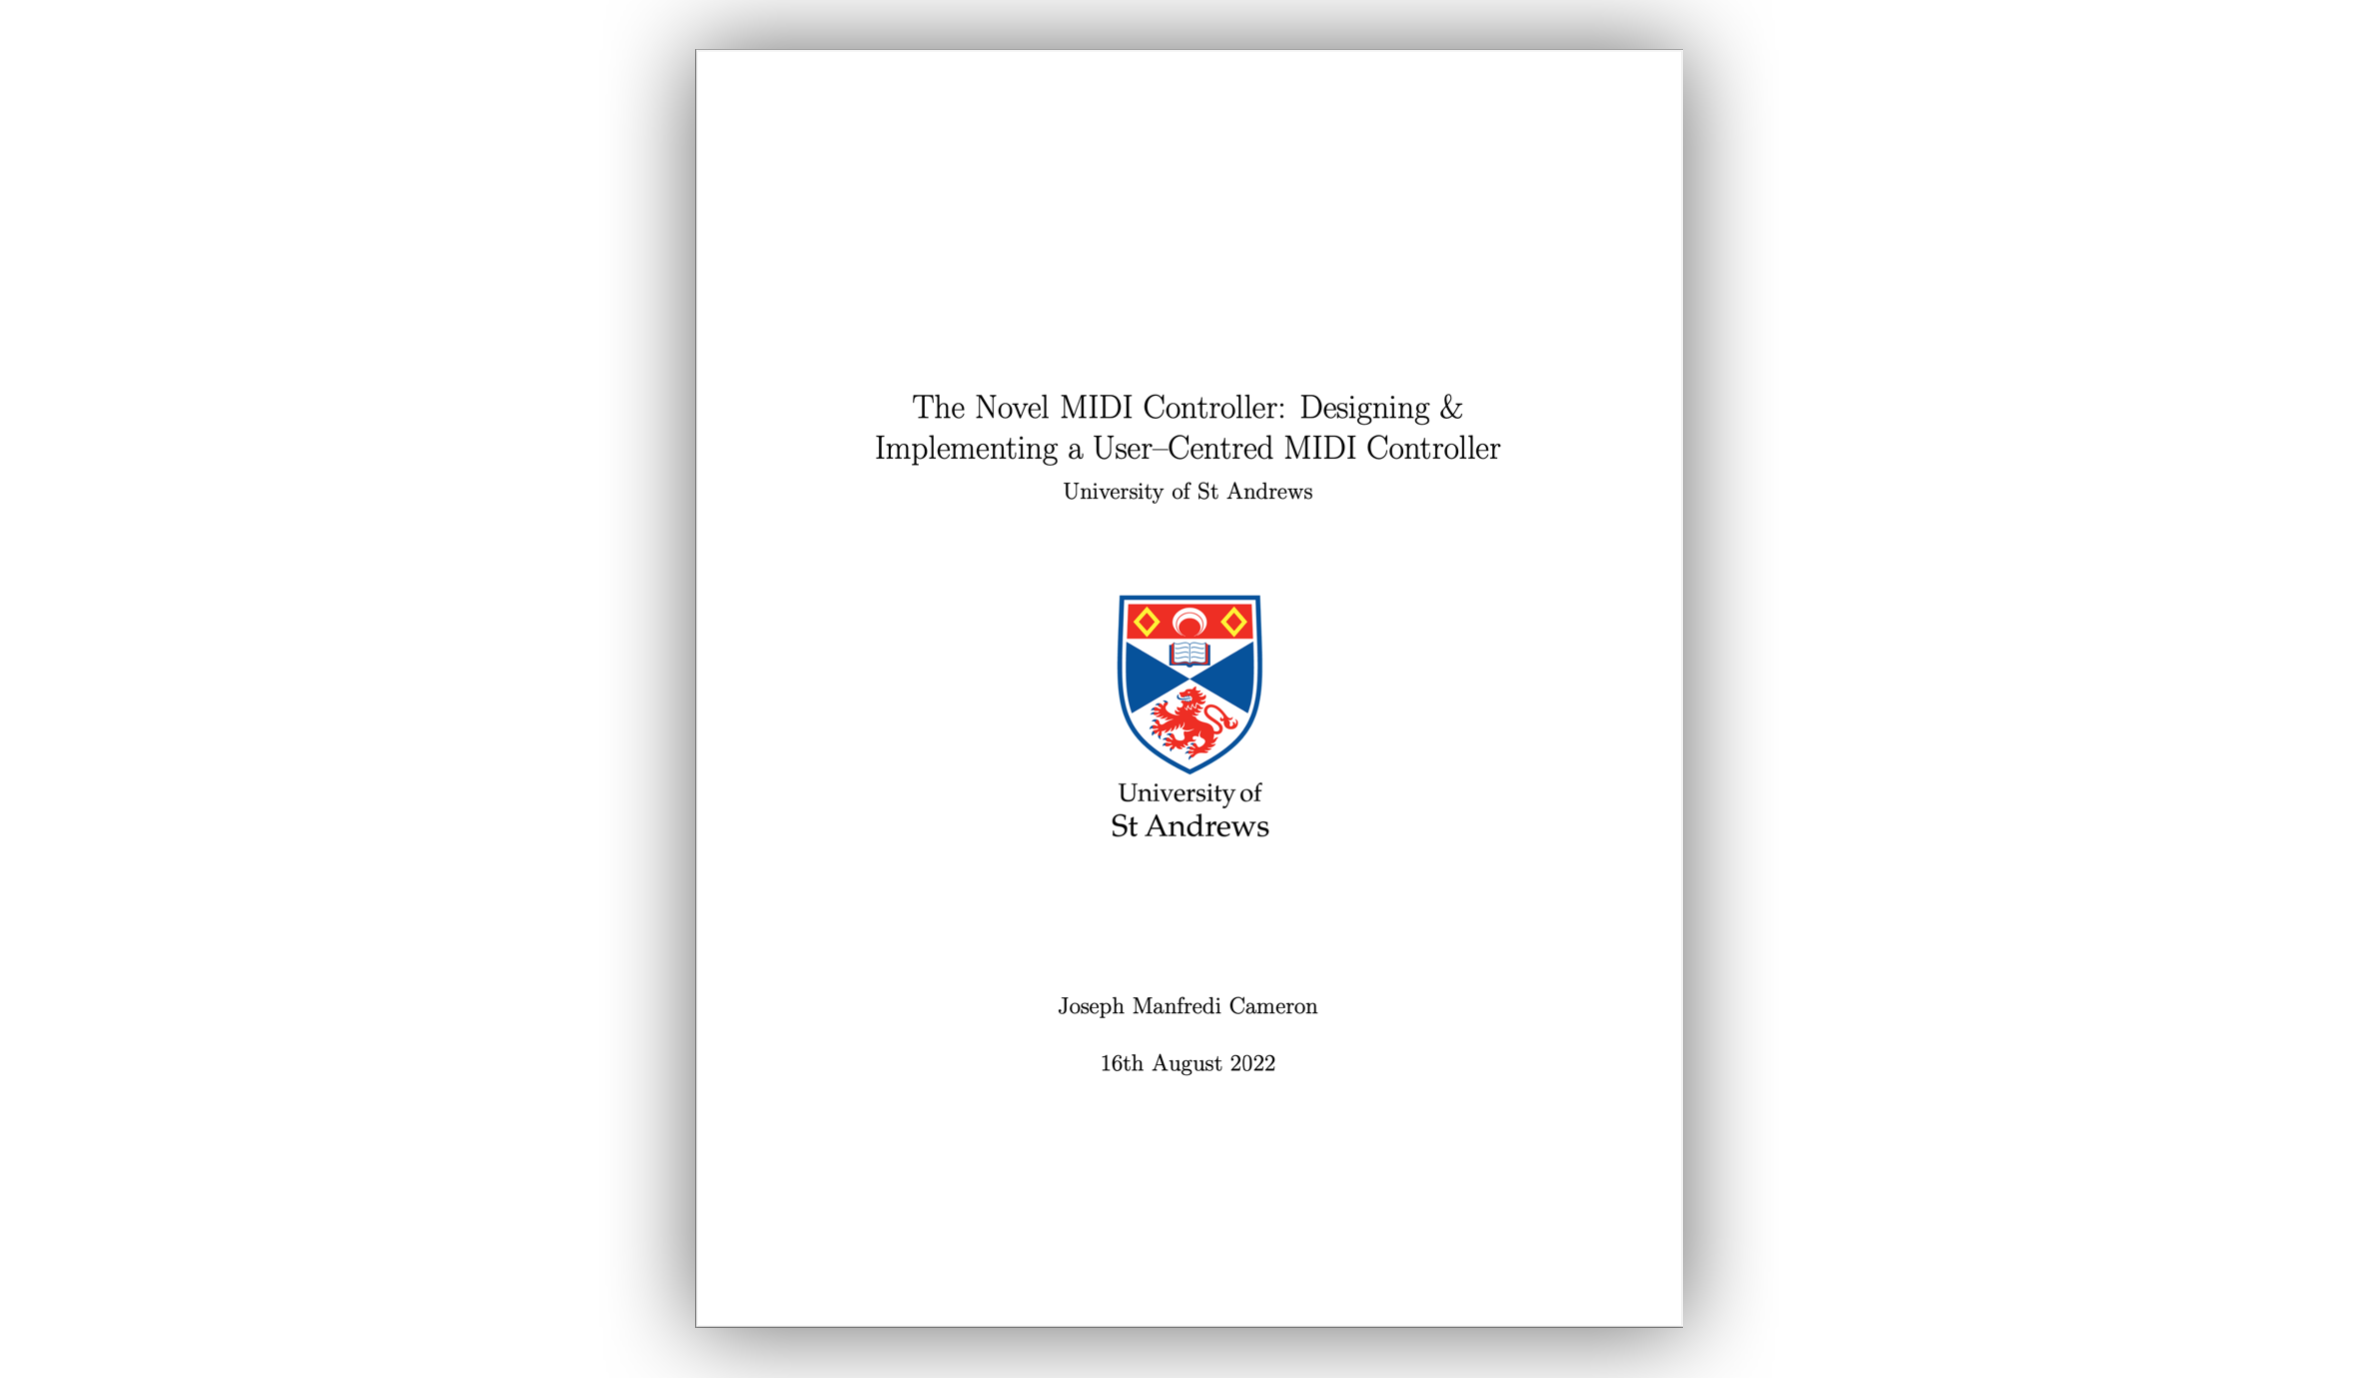 The Novel MIDI Controller: Designing &
Implementing a User–Centred MIDI Controller
University of St Andrews
University of
St Andrews
Joseph Manfredi Cameron
16th August 2022